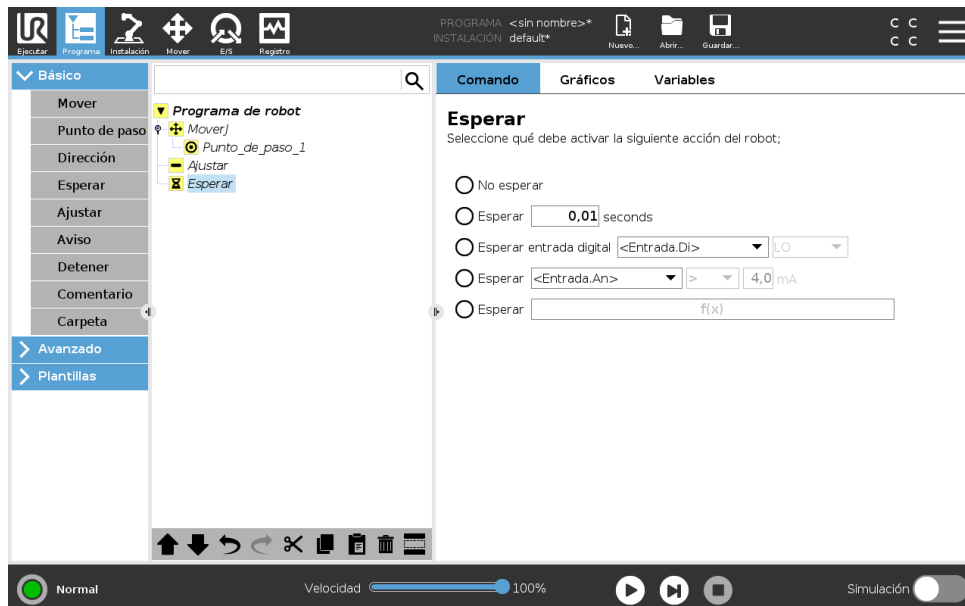 UR
PROGRAMA <sin nombre>*
INSTALACIÓN default*
C C
C C
Ejecutar Programa Instalación Mover E/S Registro Nuevo... Abrir... Guardar...
Básico
Mover
Punto de paso
Dirección
Esperar
Ajustar
Aviso
Detener
Comentario
Carpeta
Avanzado
Plantillas
Programa de robot
MoverJ
Punto_de_paso_1
Ajustar
Esperar
Comando Gráficos Variables
Esperar
Seleccione qué debe activar la siguiente acción del robot;
No esperar
Esperar 0,01 seconds
Esperar entrada digital <Entrada.Di> LO
Esperar <Entrada.An> > 4,0 mA
Esperar f(x)
Normal Velocidad 100% Simulación